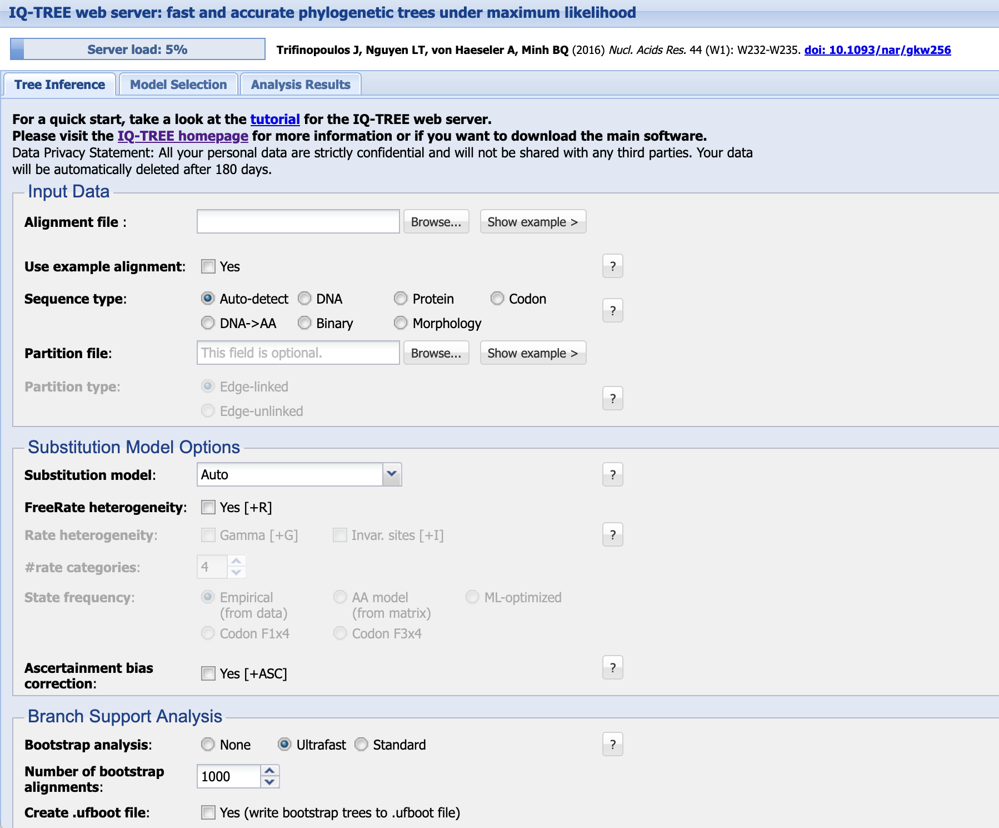 IQ-TREE web server: fast and accurate phylogenetic trees under maximum likelihood
Server load: 5%
Trifinopoulos J, Nguyen LT, von Haeseler A, Minh BQ (2016) Nucl. Acids Res. 44 (W1): W232-W235. doi: 10.1093/nar/gkw256
Tree Inference Model Selection Analysis Results
For a quick start, take a look at the tutorial for the IQ-TREE web server.
Please visit the IQ-TREE homepage for more information or if you want to download the main software.
Data Privacy Statement: All your personal data are strictly confidential and will not be shared with any third parties. Your data
will be automatically deleted after 180 days.
Input Data
Alignment file : Browse... Show example >
Use example alignment: Yes ?
Sequence type: Auto-detect DNA Protein Codon ?
DNA->AA Binary Morphology
Partition file: This field is optional. Browse... Show example >
Partition type: Edge-linked ?
Edge-unlinked
Substitution Model Options
Substitution model: Auto ?
FreeRate heterogeneity: Yes [+R]
Rate heterogeneity: Gamma [+G] Invar. sites [+I] ?
#rate categories: 4
State frequency: Empirical AA model ML-optimized
(from data) (from matrix)
Codon F1x4 Codon F3x4
Ascertainment bias
correction: Yes [+ASC] ?
Branch Support Analysis
Bootstrap analysis: None Ultrafast Standard ?
Number of bootstrap
alignments: 1000
Create .ufboot file: Yes (write bootstrap trees to .ufboot file)